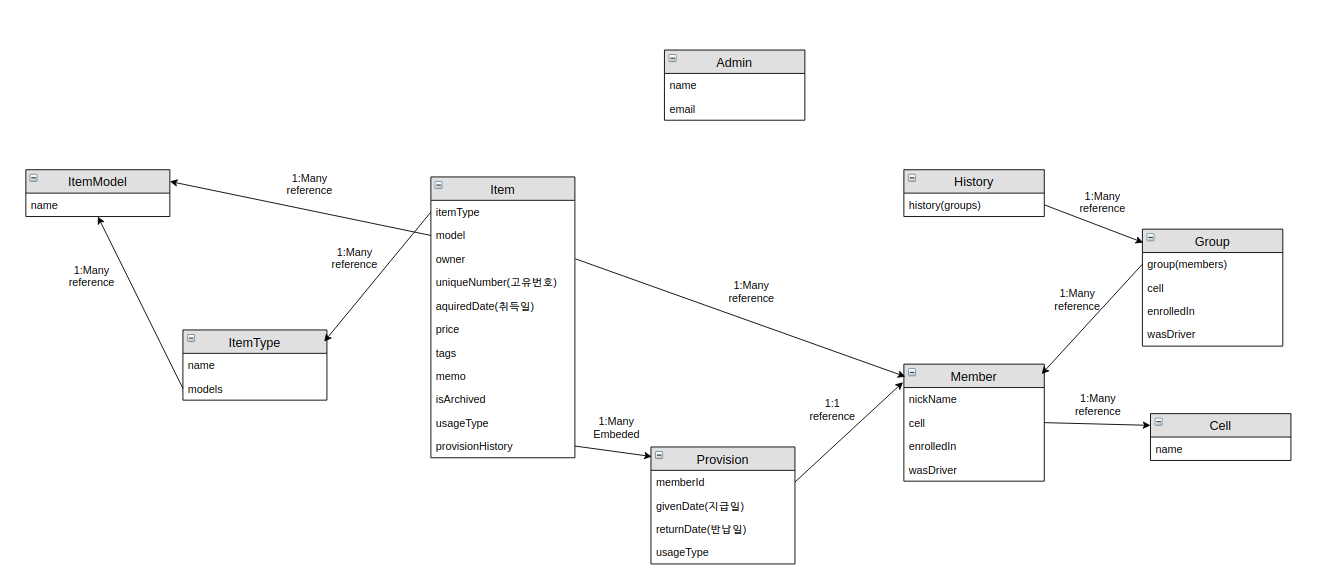 Admin
name
email
ItemModel
name
1:Many
reference
Item
itemType
model
owner
uniqueNumber(고유번호)
aquiredDate(취득일)
price
tags
memo
isArchived
usageType
provisionHistory
1:Many
reference
1:Many
reference
ItemType
name
models
History
history(groups)
1:Many
reference
Group
group(members)
cell
enrolledIn
wasDriver
1:Many
reference
1:Many
reference
Member
nickName
cell
enrolledIn
wasDriver
1:Many
reference
Cell
name
1:1
reference
1:Many
Embeded
Provision
memberId
givenDate(지급일)
returnDate(반납일)
usageType